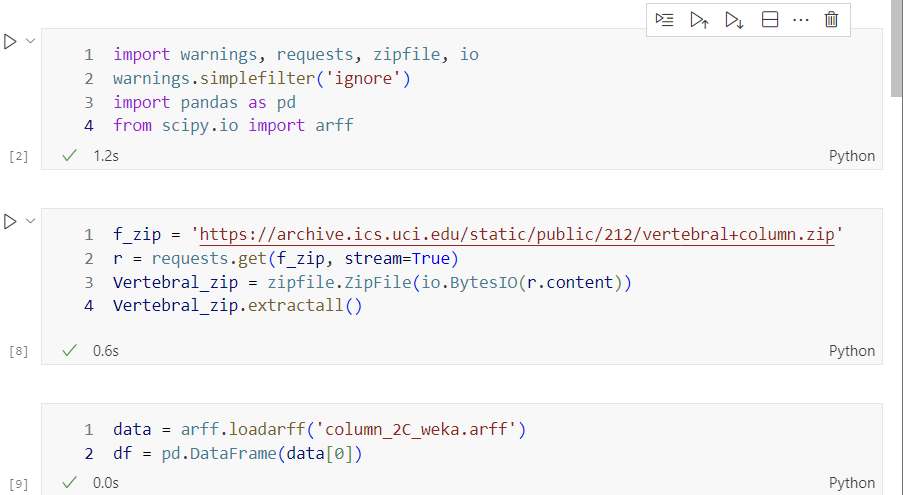 1 import warnings, requests, zipfile, io
2 warnings.simplefilter('ignore')
3 import pandas as pd
4 from scipy.io import arff
[2] 1.2s Python
1 f_zip = 'https://archive.ics.uci.edu/static/public/212/vertebral+column.zip'
2 r = requests.get(f_zip, stream=True)
3 Vertebral_zip = zipfile.ZipFile(io.BytesIO(r.content))
4 Vertebral_zip.extractall()
[8] 0.6s Python
1 data = arff.loadarff('column_2C_weka.arff')
2 df = pd.DataFrame(data[0])
[9] 0.0s Python